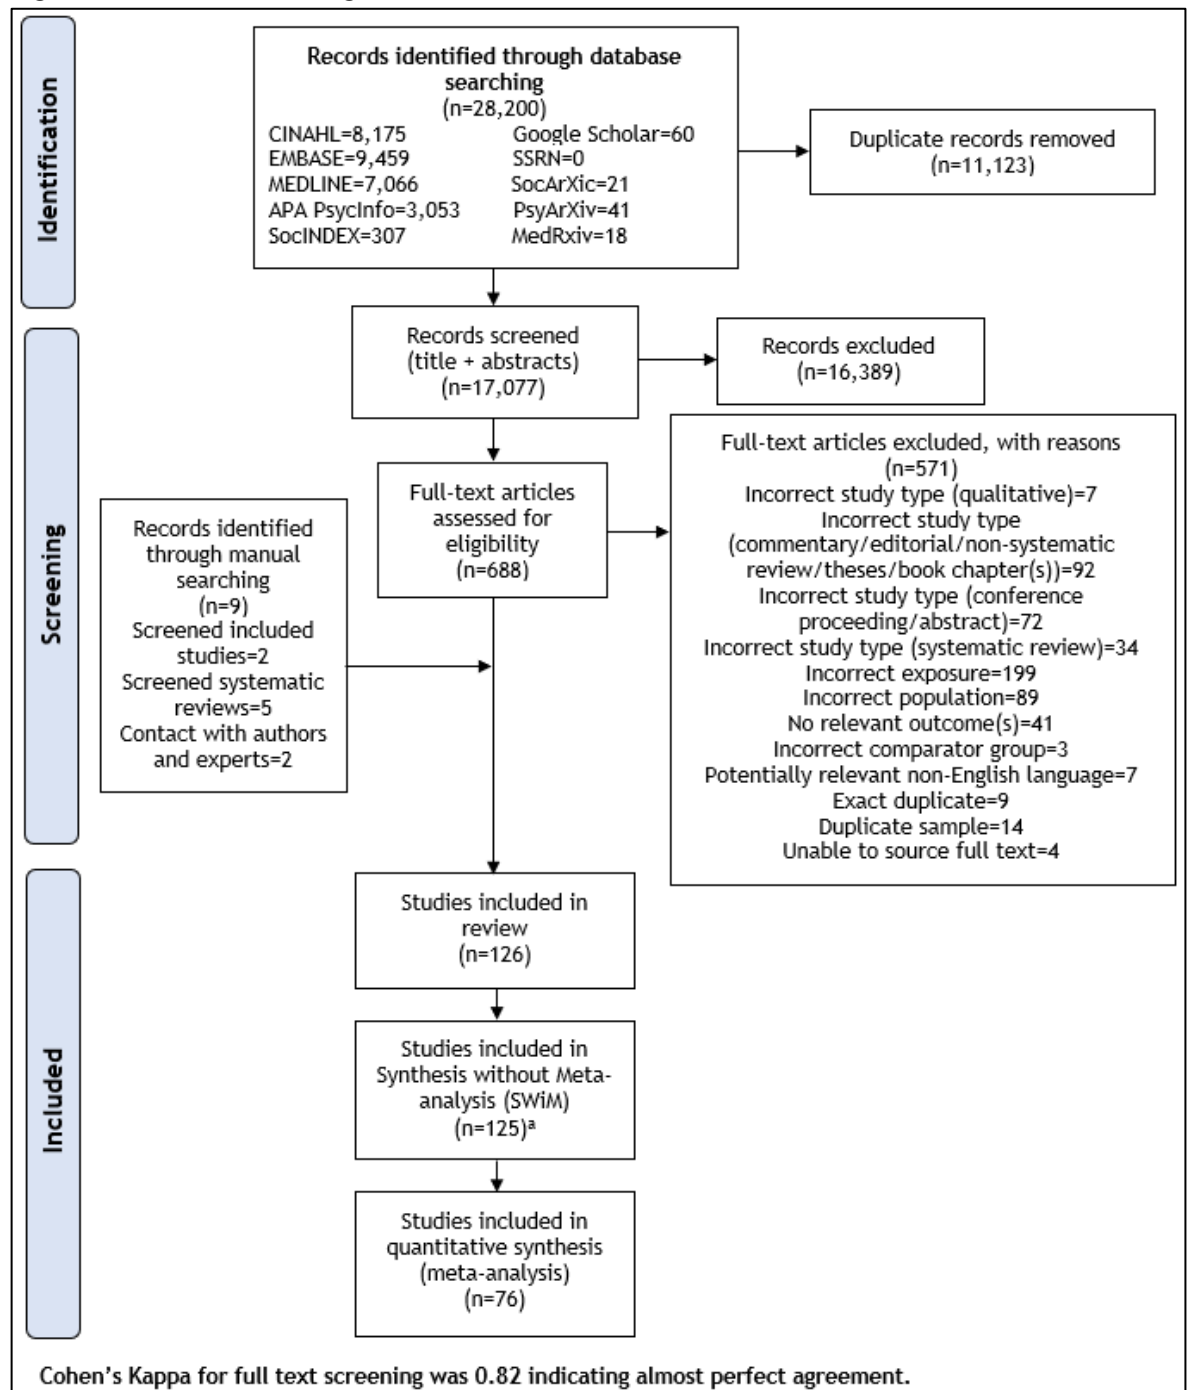 Identification
Records identified through database
searching
(n=28,200)
CINAHL=8,175
EMBASE=9,459
MEDLINE=7,066
APA PsycInfo=3,053
SocINDEX=307
Google Scholar=60
SSRN=0
SocArXic=21
PsyArXiv=41
MedRxiv=18
Duplicate records removed
(n=11,123)
Screening
Records screened
(title + abstracts)
(n=17,077)
Records excluded
(n=16,389)
Full-text articles
assessed for
eligibility
(n=688)
Full-text articles excluded, with reasons
(n=571)
Incorrect study type (qualitative)=7
Incorrect study type
(commentary/editorial/non-systematic
review/theses/book chapter(s))=92
Incorrect study type (conference
proceeding/abstract)=72
Incorrect study type (systematic review)=34
Incorrect exposure=199
Incorrect population=89
No relevant outcome(s)=41
Incorrect comparator group=3
Potentially relevant non-English language=7
Exact duplicate=9
Duplicate sample=14
Unable to source full text=4
Records identified
through manual
searching
(n=9)
Screened included
studies=2
Screened systematic
reviews=5
Contact with authors
and experts=2
Included
Studies included in
review
(n=126)
Studies included in
Synthesis without Meta-
analysis (SWiM)
(n=125)ᵃ
Studies included in
quantitative synthesis
(meta-analysis)
(n=76)
Cohen's Kappa for full text screening was 0.82 indicating almost perfect agreement.